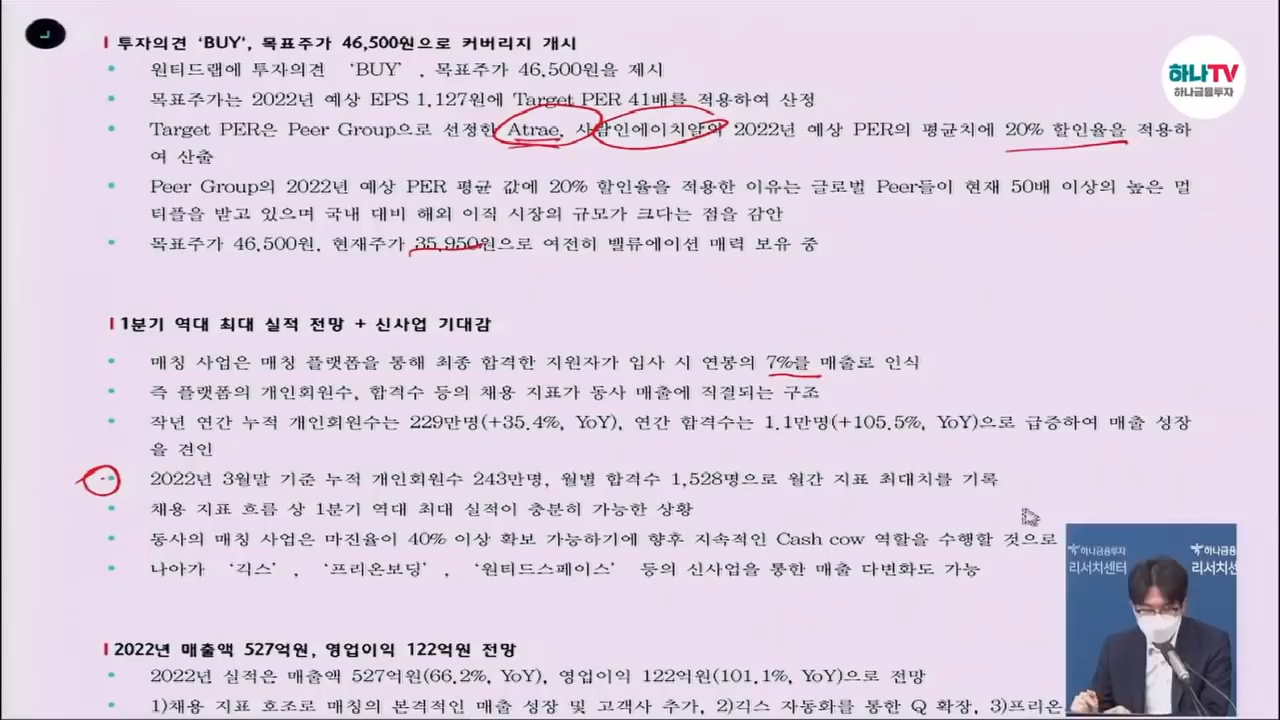 투자의견 ‘BUY’, 목표주가 46,500원으로 커버리지 개시
하나TV
하나금융투자
원티드랩에 투자의견 ‘BUY’, 목표주가 46,500원을 제시
목표주가는 2022년 예상 EPS 1,127원에 Target PER 41배를 적용하여 산정
Target PER은 Peer Group으로 선정한 Atrae, 사람인에이치알의 2022년 예상 PER의 평균치에 20% 할인율을 적용하
여 산출
Peer Group의 2022년 예상 PER 평균 값에 20% 할인율을 적용한 이유는 글로벌 Peer들이 현재 50배 이상의 높은 멀
티플을 받고 있으며 국내 대비 해외 이직 시장의 규모가 크다는 점을 감안
목표주가 46,500원, 현재주가 35,950원으로 여전히 밸류에이션 매력 보유 중
1분기 역대 최대 실적 전망 + 신사업 기대감
매칭 사업은 매칭 플랫폼을 통해 최종 합격한 지원자가 입사 시 연봉의 7%를 매출로 인식
즉 플랫폼의 개인회원수, 합격수 등의 채용 지표가 동사 매출에 직결되는 구조
작년 연간 누적 개인회원수는 229만명(+35.4%, YoY), 연간 합격수는 1.1만명(+105.5%, YoY)으로 급증하여 매출 성장
을 견인
2022년 3월말 기준 누적 개인회원수 243만명, 월별 합격수 1,528명으로 월간 지표 최대치를 기록
채용 지표 흐름 상 1분기 역대 최대 실적이 충분히 가능한 상황
동사의 매칭 사업은 마진율이 40% 이상 확보 가능하기에 향후 지속적인 Cash cow 역할을 수행할 것으로
나아가 ‘긱스’, ‘프리온보딩’, ‘원티드스페이스’ 등의 신사업을 통한 매출 다변화도 가능
하나금융투자 하나금융
리서치센터 리서치센
2022년 매출액 527억원, 영업이익 122억원 전망
2022년 실적은 매출액 527억원(66.2%, YoY), 영업이익 122억원(101.1%, YoY)으로 전망
1)채용 지표 호조로 매칭의 본격적인 매출 성장 및 고객사 추가, 2)긱스 자동화를 통한 Q 확장, 3)프리온